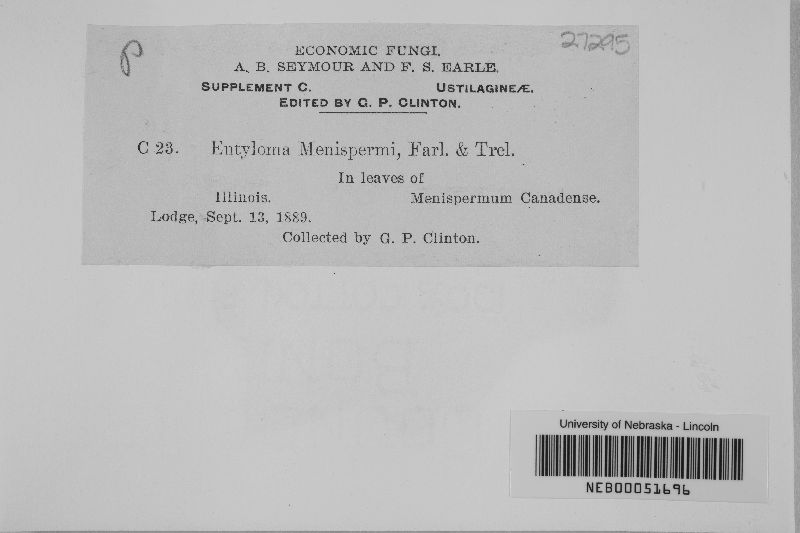 P
27295
ECONOMIC FUNGI.
A. B. SEYMOUR AND F. S. EARLE.
SUPPLEMENT C. USTILAGINEÆ.
EDITED BY G. P. CLINTON.
C 23. Entyloma Menispermi, Farl. & Trel.
In leaves of
Illinois. Menispermum Canadense.
Lodge, Sept. 13, 1889.
Collected by G. P. Clinton.
University of Nebraska - Lincoln
NEB00051696